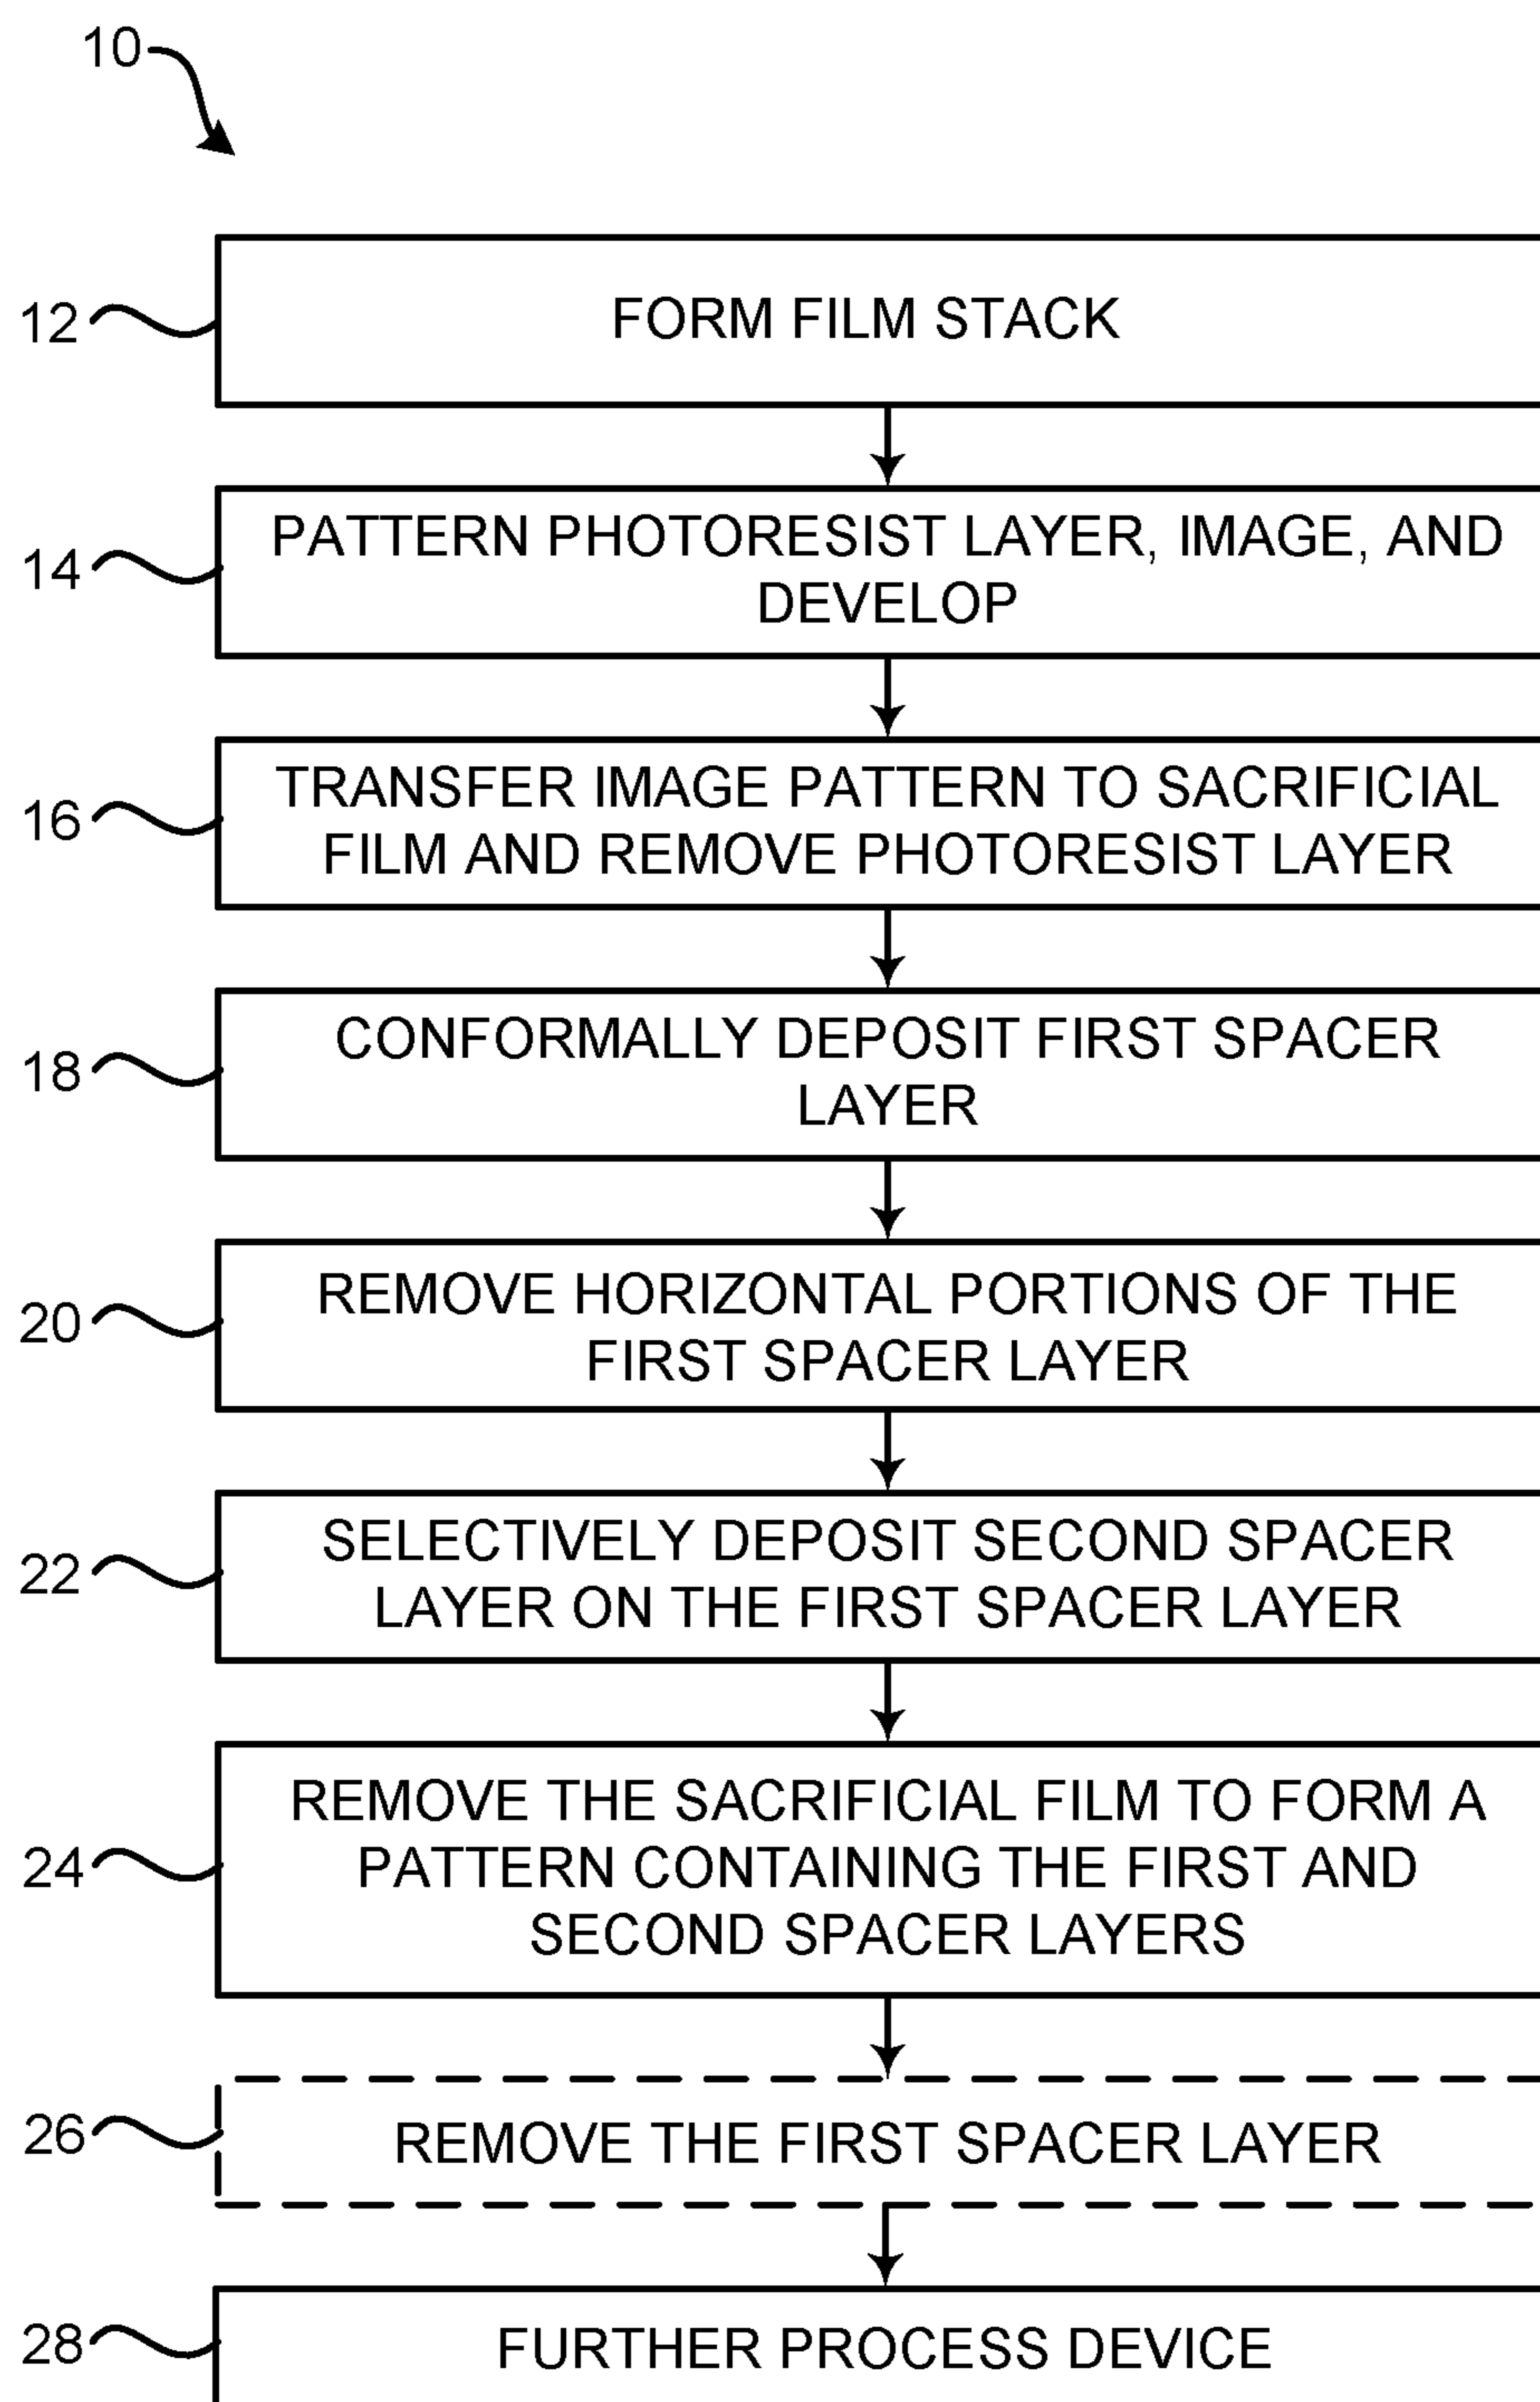 10
12
FORM FILM STACK
14
PATTERN PHOTORESIST LAYER, IMAGE, AND
DEVELOP
16
TRANSFER IMAGE PATTERN TO SACRIFICIAL
FILM AND REMOVE PHOTORESIST LAYER
18
CONFORMALLY DEPOSIT FIRST SPACER
LAYER
20
REMOVE HORIZONTAL PORTIONS OF THE
FIRST SPACER LAYER
22
SELECTIVELY DEPOSIT SECOND SPACER
LAYER ON THE FIRST SPACER LAYER
24
REMOVE THE SACRIFICIAL FILM TO FORM A
PATTERN CONTAINING THE FIRST AND
SECOND SPACER LAYERS
26
REMOVE THE FIRST SPACER LAYER
28
FURTHER PROCESS DEVICE